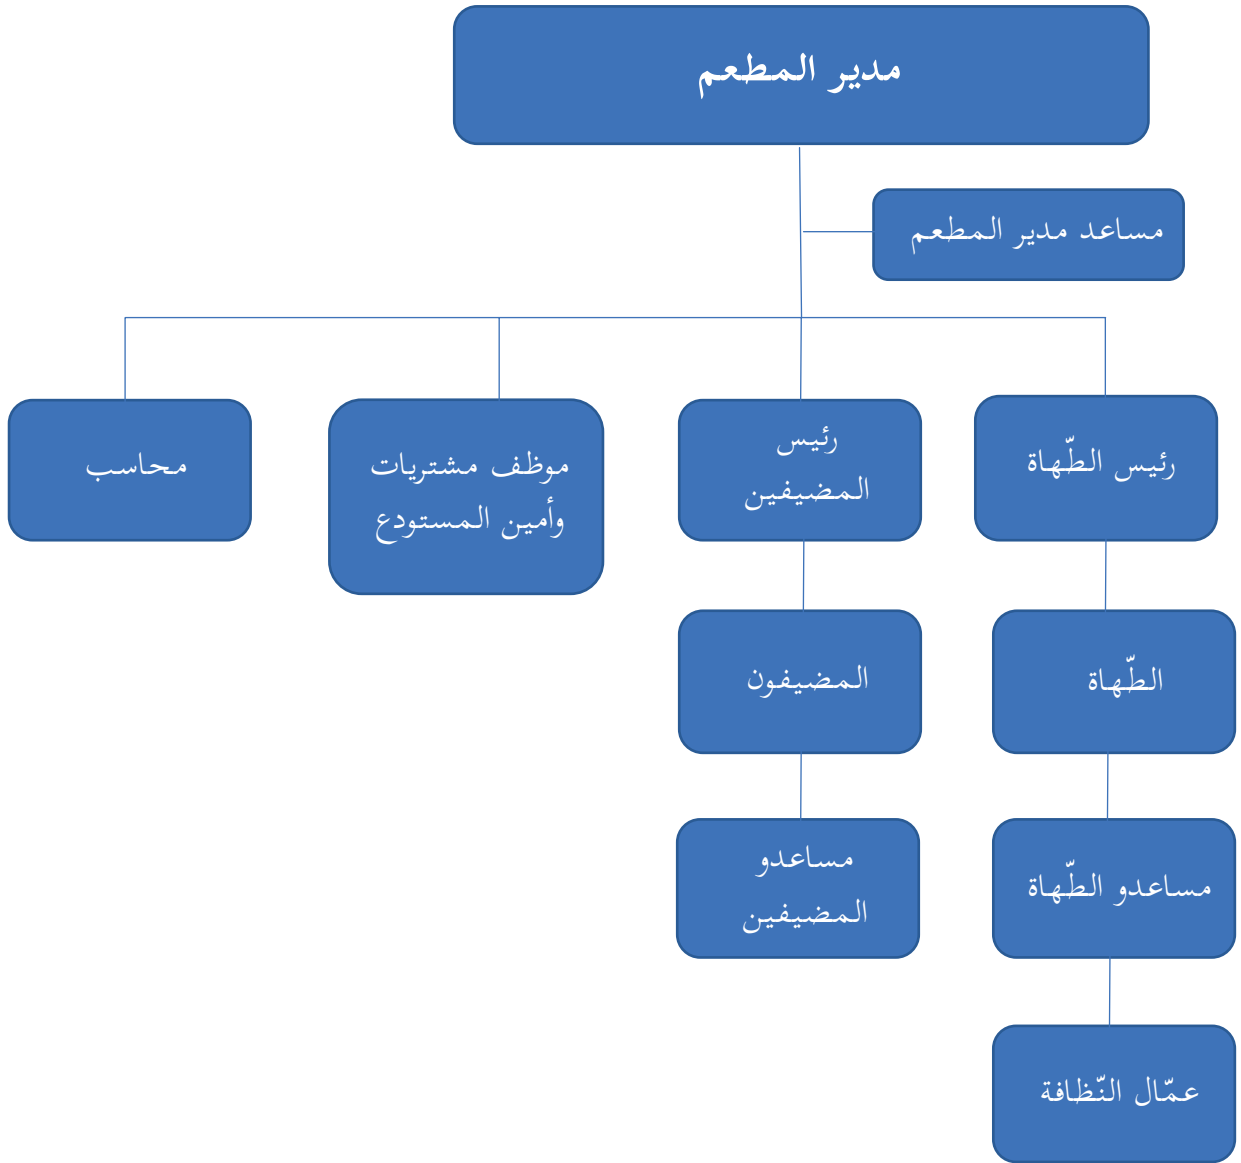 مدير المطعم
مساعد مدير المطعم
رئيس الطّهاة
رئيس
المضيفين
موظف مشتريات
وأمين المستودع
محاسب
الطّهاة
المضيفون
مساعدو الطّهاة
مساعدو
المضيفين
عمّال النّظافة